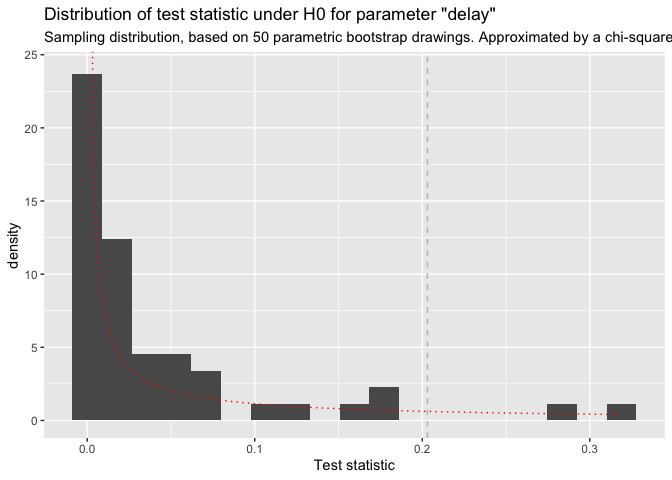 Distribution of test statistic under H0 for parameter "delay"
Sampling distribution, based on 50 parametric bootstrap drawings. Approximated by a chi-square
25
20
15
10
5
0
density
0.0 0.1 0.2 0.3
Test statistic